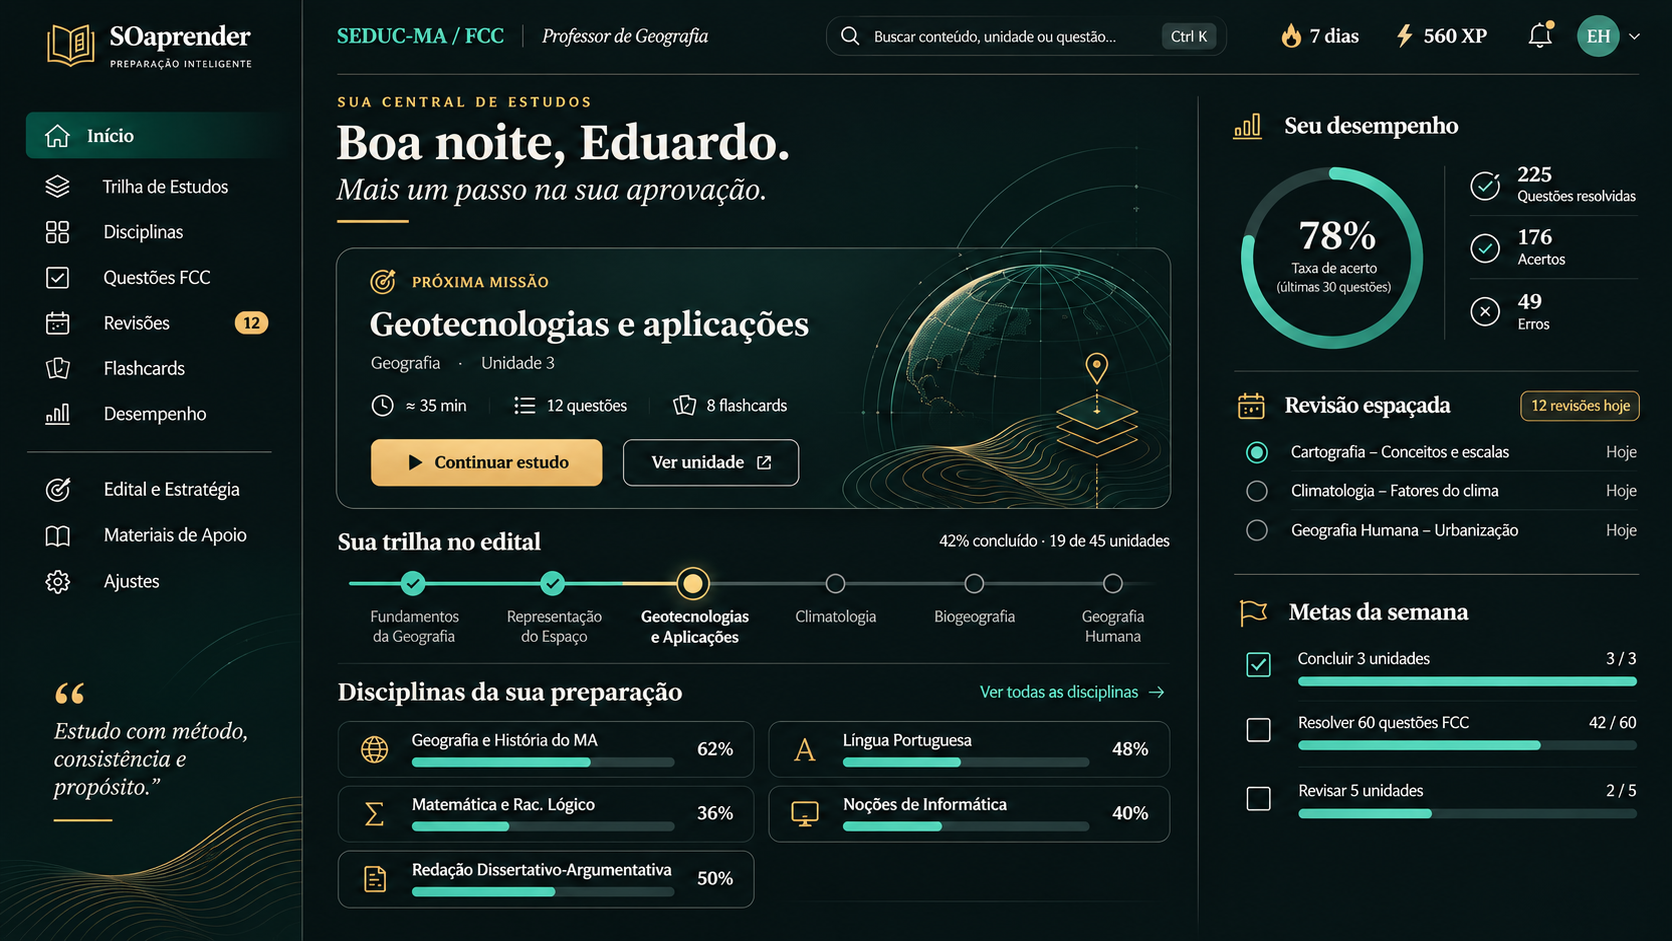 SOaprender
PREPARAÇÃO INTELIGENTE
SEDUC-MA / FCC
Professor de Geografia
Buscar conteúdo, unidade ou questão...
Ctrl K
7 dias
560 XP
EH
Início
Trilha de Estudos
Disciplinas
Questões FCC
Revisões
12
Flashcards
Desempenho
Edital e Estratégia
Materiais de Apoio
Ajustes
“
Estudo com método,
consistência e
propósito.”
SUA CENTRAL DE ESTUDOS
Boa noite, Eduardo.
Mais um passo na sua aprovação.
PRÓXIMA MISSÃO
Geotecnologias e aplicações
Geografia · Unidade 3
≈ 35 min
12 questões
8 flashcards
Continuar estudo
Ver unidade
Sua trilha no edital
42% concluído · 19 de 45 unidades
Fundamentos
da Geografia
Representação
do Espaço
Geotecnologias
e Aplicações
Climatologia
Biogeografia
Geografia
Humana
Disciplinas da sua preparação
Ver todas as disciplinas →
Geografia e História do MA
62%
Língua Portuguesa
48%
Matemática e Rac. Lógico
36%
Noções de Informática
40%
Redação Dissertativo-Argumentativa
50%
Seu desempenho
78%
Taxa de acerto
(últimas 30 questões)
225
Questões resolvidas
176
Acertos
49
Erros
Revisão espaçada
12 revisões hoje
Cartografia – Conceitos e escalas
Hoje
Climatologia – Fatores do clima
Hoje
Geografia Humana – Urbanização
Hoje
Metas da semana
Concluir 3 unidades
3 / 3
Resolver 60 questões FCC
42 / 60
Revisar 5 unidades
2 / 5